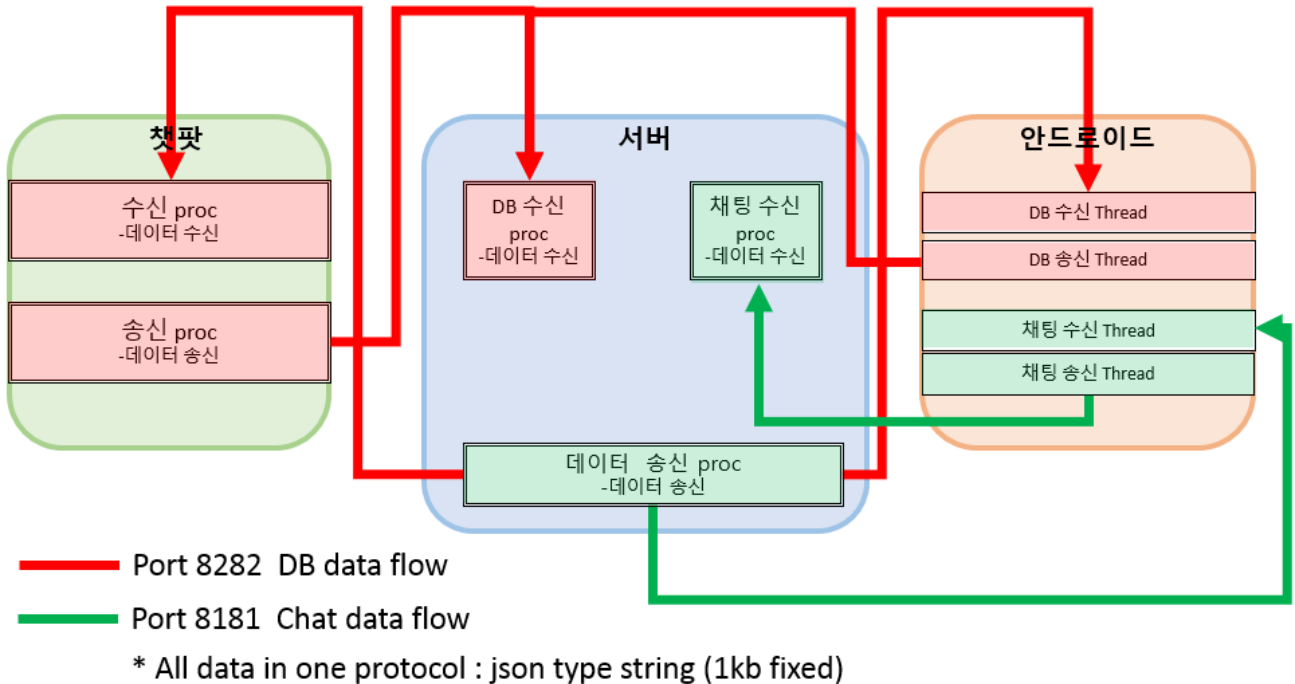 챗팟
수신 proc
-데이터 수신
송신 proc
-데이터 송신
서버
DB 수신
proc
-데이터 수신
채팅 수신
proc
-데이터 수신
데이터 송신 proc
-데이터 송신
안드로이드
DB 수신 Thread
DB 송신 Thread
채팅 수신 Thread
채팅 송신 Thread
Port 8282 DB data flow
Port 8181 Chat data flow
* All data in one protocol : json type string (1kb fixed)